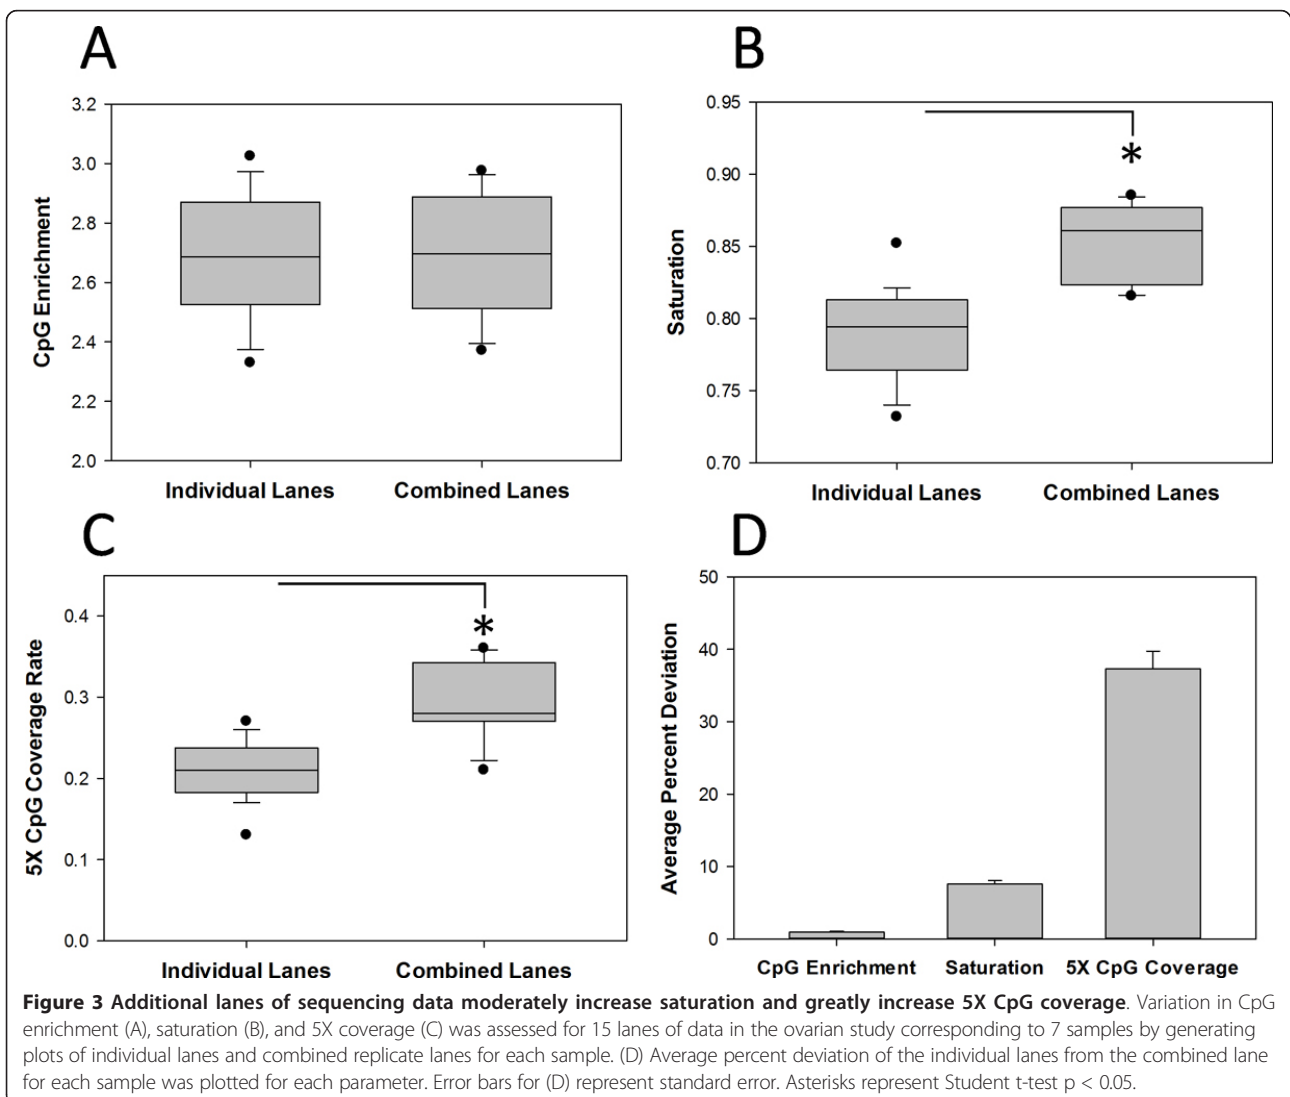 A
3.2
3.0
2.8
2.6
2.4
2.2
2.0
CpG Enrichment
Individual Lanes
Combined Lanes
B
0.95
0.90
0.85
0.80
0.75
0.70
Saturation
*
Individual Lanes
Combined Lanes
C
0.4
0.3
0.2
0.1
0.0
5X CpG Coverage Rate
*
Individual Lanes
Combined Lanes
D
50
40
30
20
10
0
Average Percent Deviation
CpG Enrichment
Saturation
5X CpG Coverage
Figure 3 Additional lanes of sequencing data moderately increase saturation and greatly increase 5X CpG coverage. Variation in CpG
enrichment (A), saturation (B), and 5X coverage (C) was assessed for 15 lanes of data in the ovarian study corresponding to 7 samples by generating
plots of individual lanes and combined replicate lanes for each sample. (D) Average percent deviation of the individual lanes from the combined lane
for each sample was plotted for each parameter. Error bars for (D) represent standard error. Asterisks represent Student t-test p < 0.05.